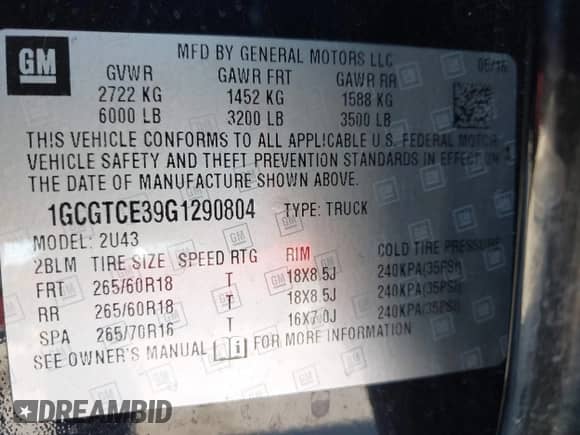 GM
MFD BY GENERAL MOTORS LLC 06/16
GVWR GAWR FRT GAWR RR
2722 KG 1452 KG 1588 KG
6000 LB 3200 LB 3500 LB
THIS VEHICLE CONFORMS TO ALL APPLICABLE U.S. FEDERAL MOTOR
VEHICLE SAFETY AND THEFT PREVENTION STANDARDS IN EFFECT ON
THE DATE OF MANUFACTURE SHOWN ABOVE.
1GCGTCE39G1290804 TYPE: TRUCK
MODEL: 2U43
2BLM TIRE SIZE SPEED RTG RIM COLD TIRE PRESSURE
FRT 265/60R18 T 18X8.5J 240KPA(35PSI)
RR 265/60R18 T 18X8.5J 240KPA(35PSI)
SPA 265/70R16 T 16X7.0J 240KPA(35PSI)
SEE OWNER'S MANUAL i FOR MORE INFORMATION
DREAMBID